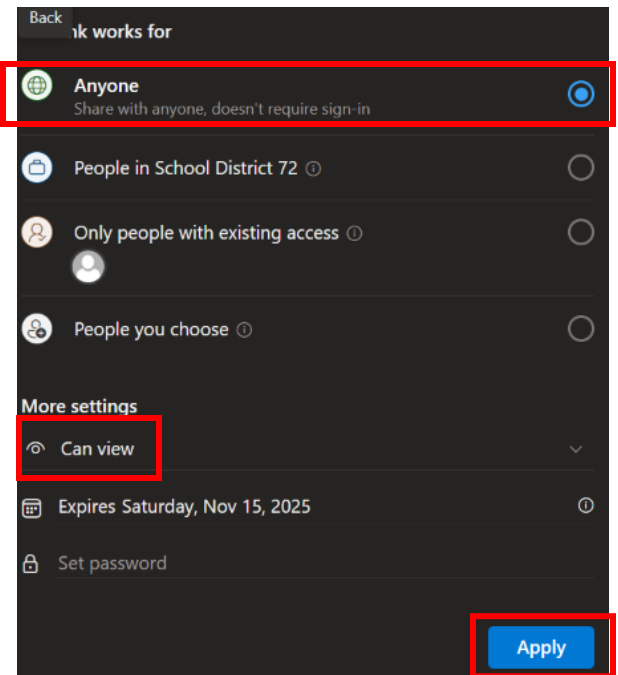 Back
nk works for
Anyone
Share with anyone, doesn't require sign-in
People in School District 72
Only people with existing access
People you choose
More settings
Can view
Expires Saturday, Nov 15, 2025
Set password
Apply